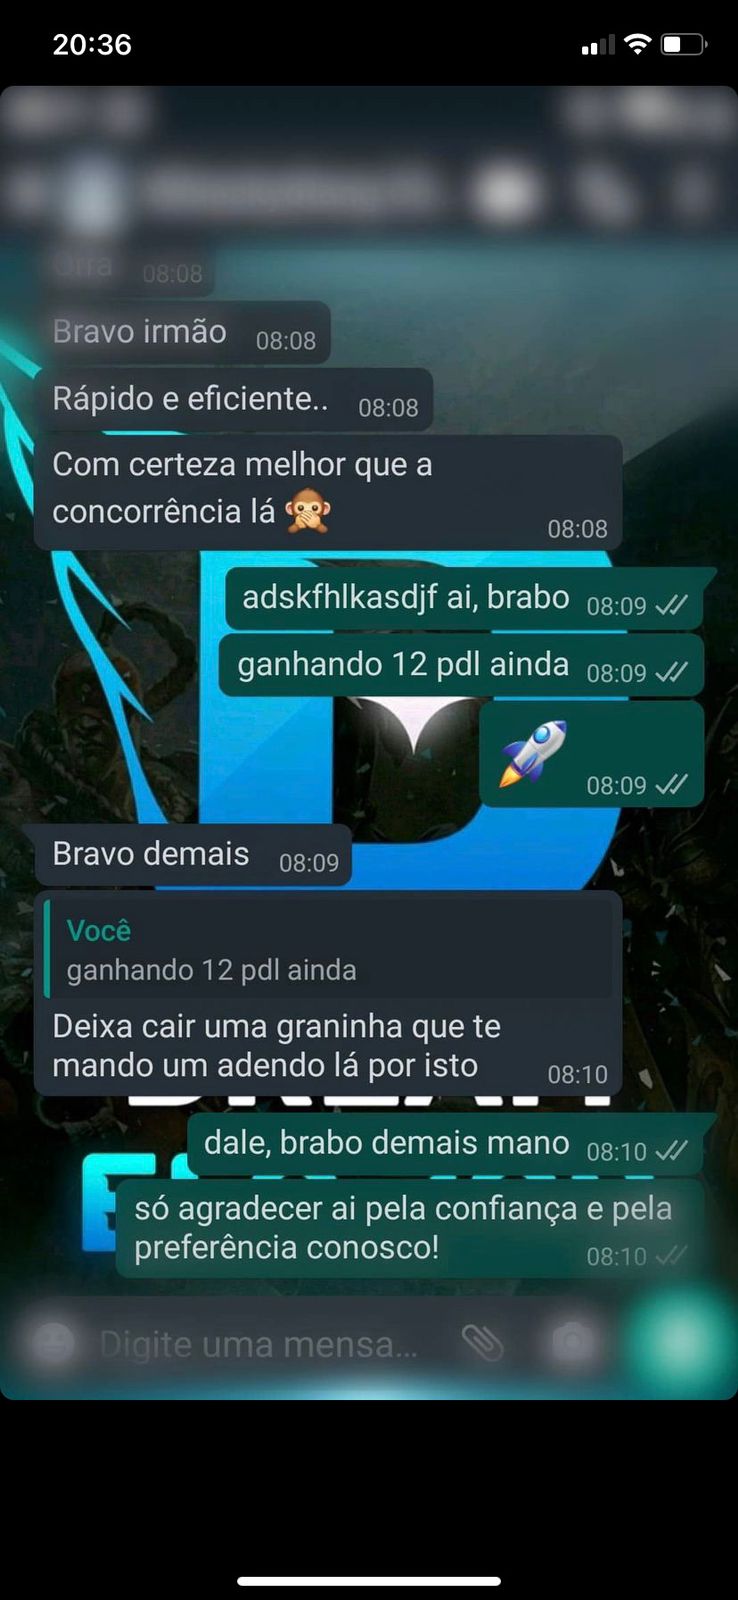 20:36
Orra 08:08
Bravo irmão 08:08
Rápido e eficiente.. 08:08
Com certeza melhor que a
concorrência lá 🙊
08:08
adskfhlkasdjf ai, brabo 08:09
ganhando 12 pdl ainda 08:09
🚀 08:09
Bravo demais 08:09
Você
ganhando 12 pdl ainda
Deixa cair uma graninha que te
mando um adendo lá por isto 08:10
dale, brabo demais mano 08:10
só agradecer ai pela confiança e pela
preferência conosco! 08:10
Digite uma mensa...